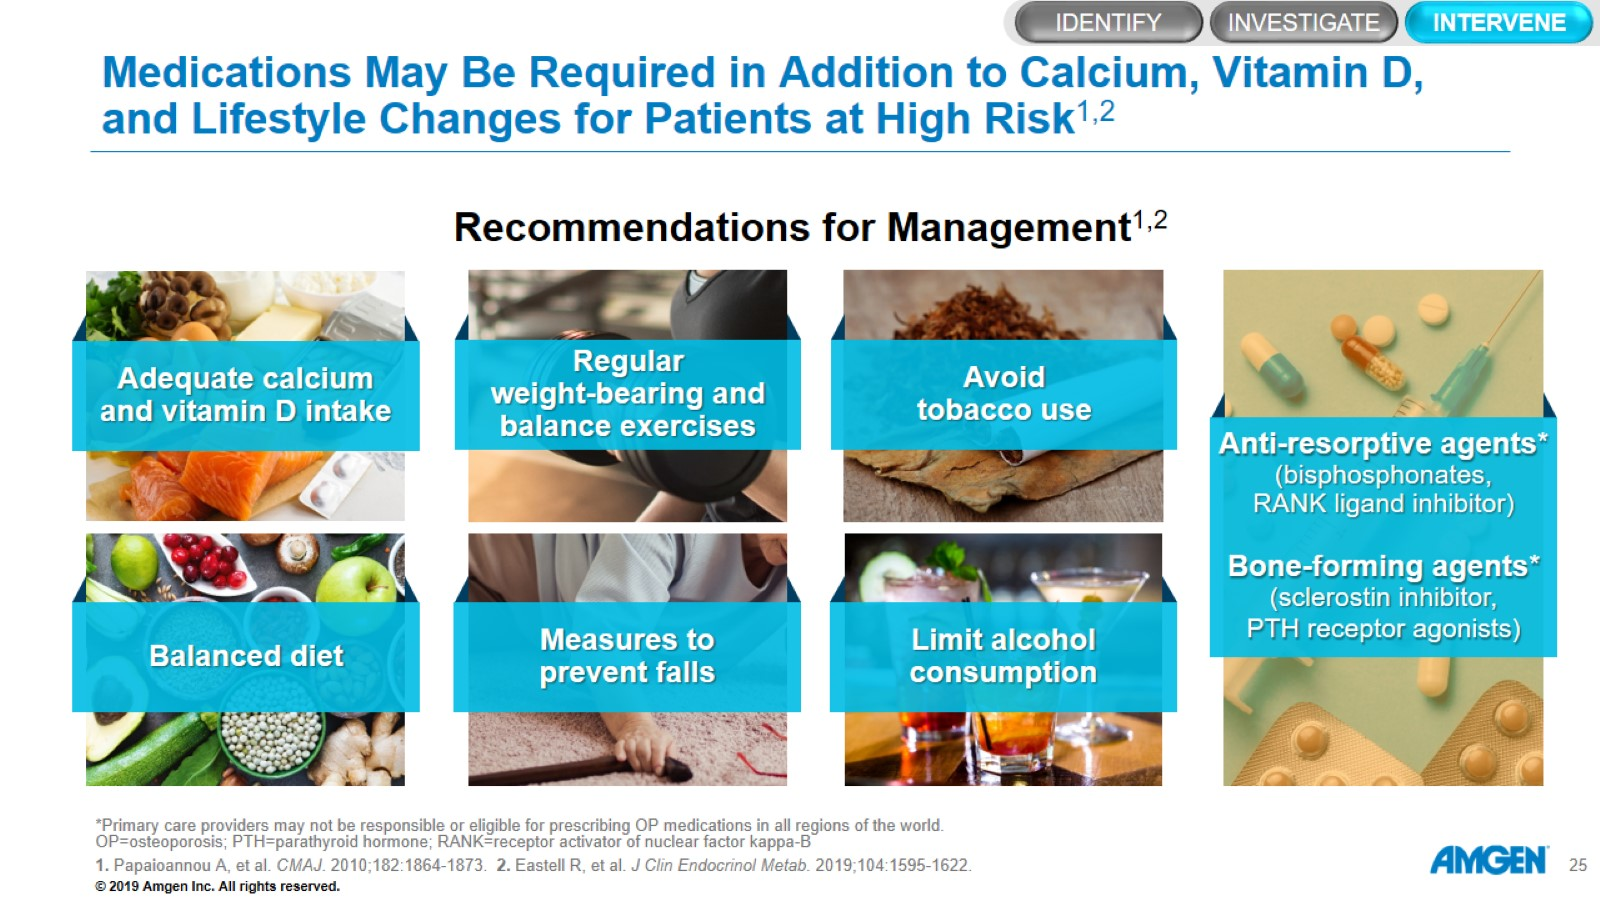 IDENTIFY
INVESTIGATE
INTERVENE
Medications May Be Required in Addition to Calcium, Vitamin D,
and Lifestyle Changes for Patients at High Risk1,2
Recommendations for Management1,2
Adequate calcium
and vitamin D intake
Regular
weight-bearing and
balance exercises
Avoid
tobacco use
Anti-resorptive agents*
(bisphosphonates,
RANK ligand inhibitor)
Bone-forming agents*
(sclerostin inhibitor,
PTH receptor agonists)
Balanced diet
Measures to
prevent falls
Limit alcohol
consumption
*Primary care providers may not be responsible or eligible for prescribing OP medications in all regions of the world.
OP=osteoporosis; PTH=parathyroid hormone; RANK=receptor activator of nuclear factor kappa-B
1. Papaioannou A, et al. CMAJ. 2010;182:1864-1873. 2. Eastell R, et al. J Clin Endocrinol Metab. 2019;104:1595-1622.
© 2019 Amgen Inc. All rights reserved.
AMGEN
25